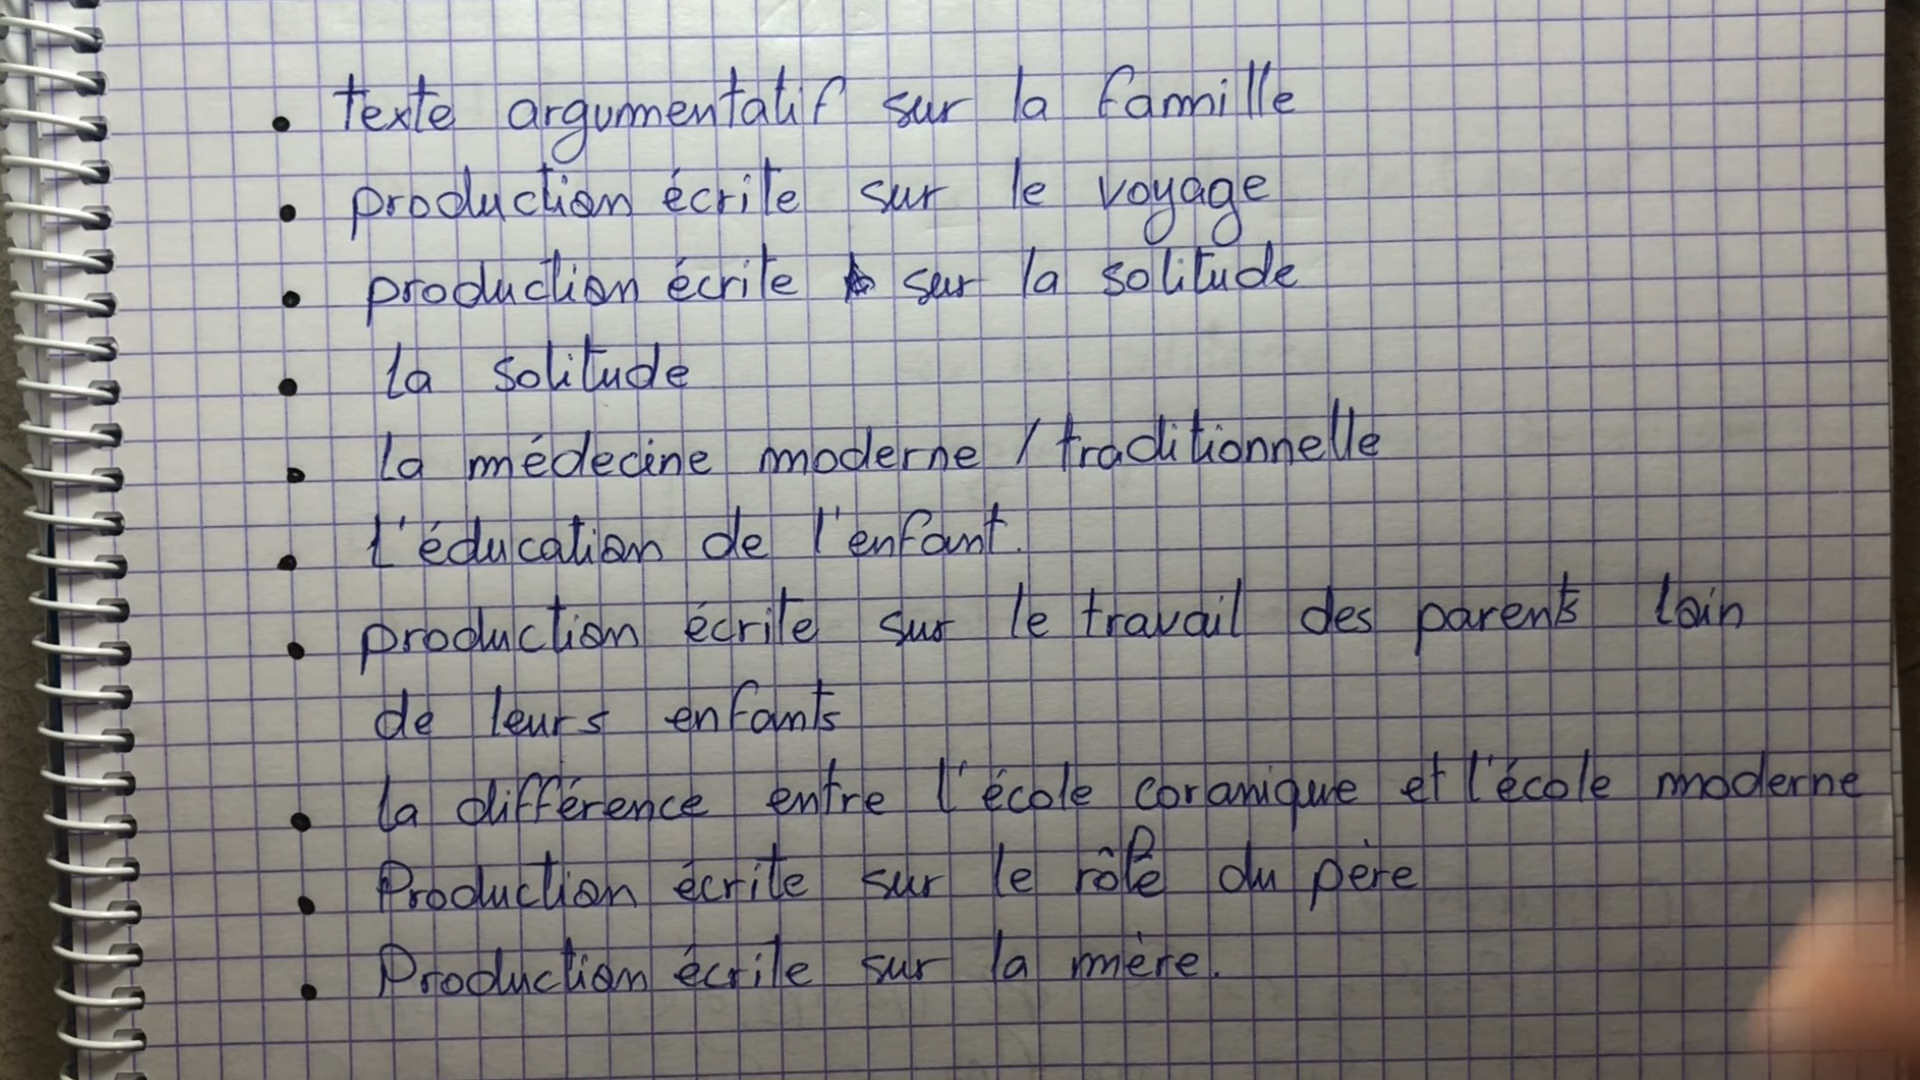 • texte argumentatif sur la famille
• production écrite sur le voyage
• production écrite sur la solitude
• la solitude
• la médecine moderne / traditionnelle
• l'éducation de l'enfant.
• production écrite sur le travail des parents loin
de leurs enfants
• la différence entre l'école coranique et l'école moderne
• Production écrite sur le rôle du père
• Production écrite sur la mère.